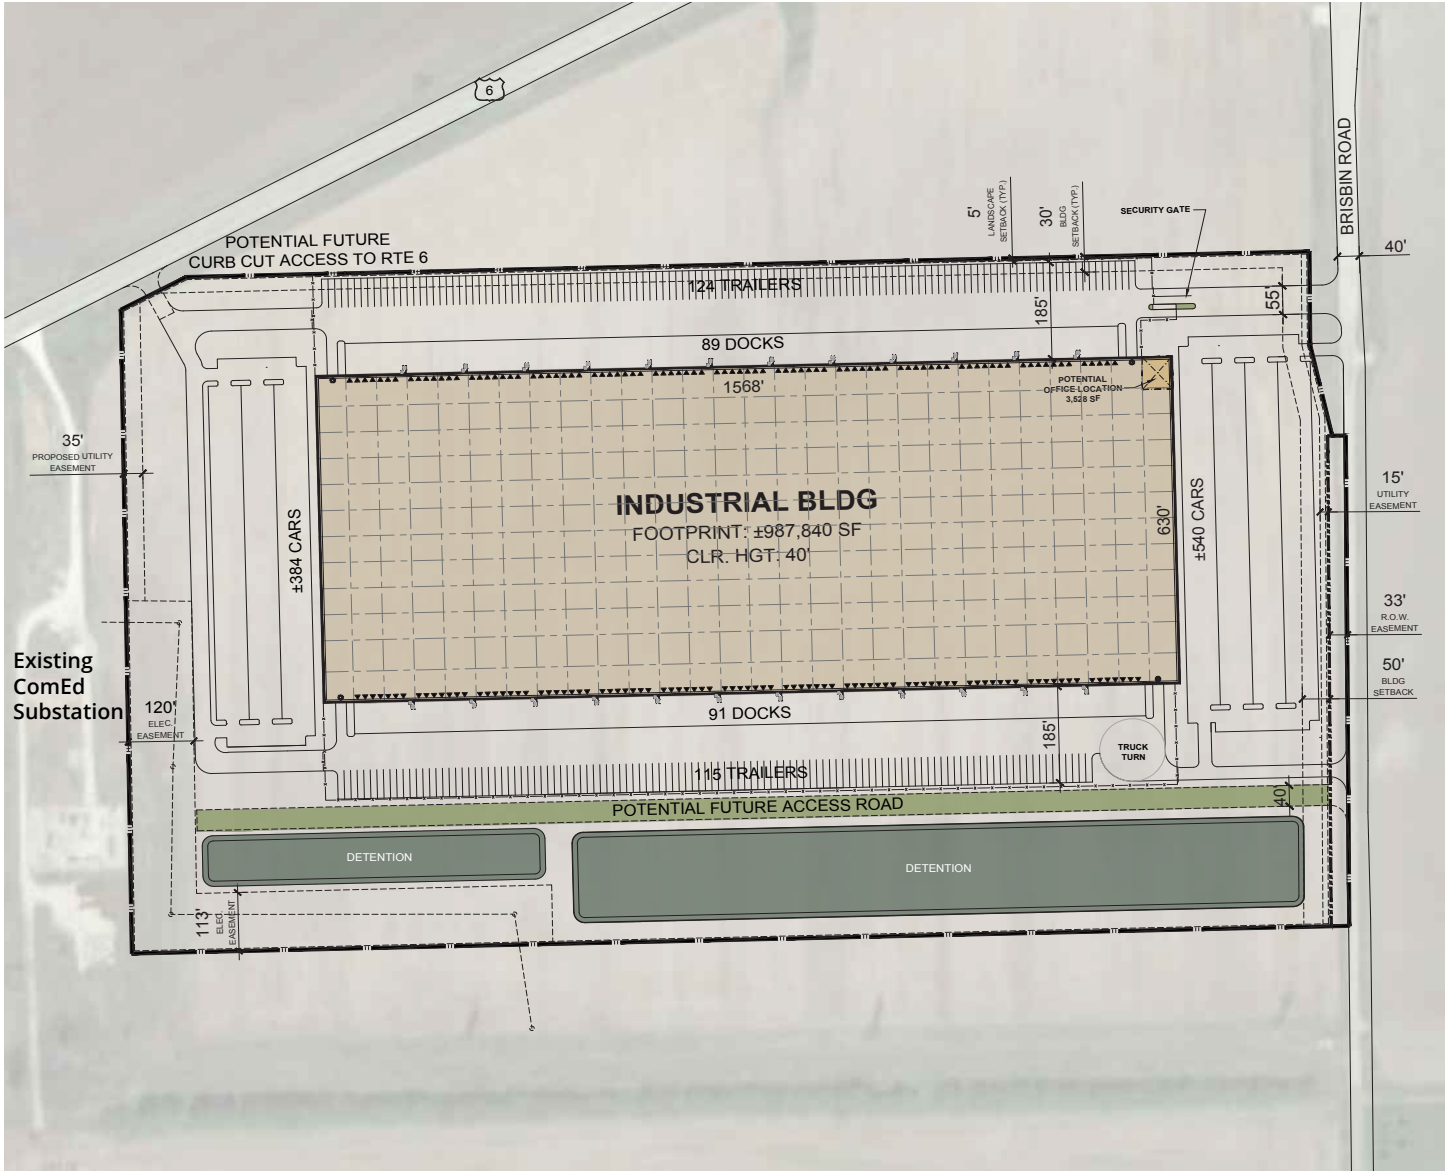 6
BRISBIN ROAD
5'
LANDSCAPE
SETBACK (TYP.)
30'
BLDG
SETBACK (TYP.)
SECURITY GATE
POTENTIAL FUTURE
CURB CUT ACCESS TO RTE 6
40'
124 TRAILERS
185'
55'
89 DOCKS
1568'
POTENTIAL
OFFICE LOCATION
3,528 SF
35'
PROPOSED UTILITY
EASEMENT
±384 CARS
INDUSTRIAL BLDG
FOOTPRINT: ±987,840 SF
CLR. HGT: 40'
630'
±540 CARS
15'
UTILITY
EASEMENT
33'
R.O.W.
EASEMENT
50'
BLDG
SETBACK
Existing
ComEd
Substation
120'
ELEC.
EASEMENT
91 DOCKS
185'
TRUCK
TURN
115 TRAILERS
POTENTIAL FUTURE ACCESS ROAD
40'
DETENTION
DETENTION
113'
ELEC.
EASEMENT